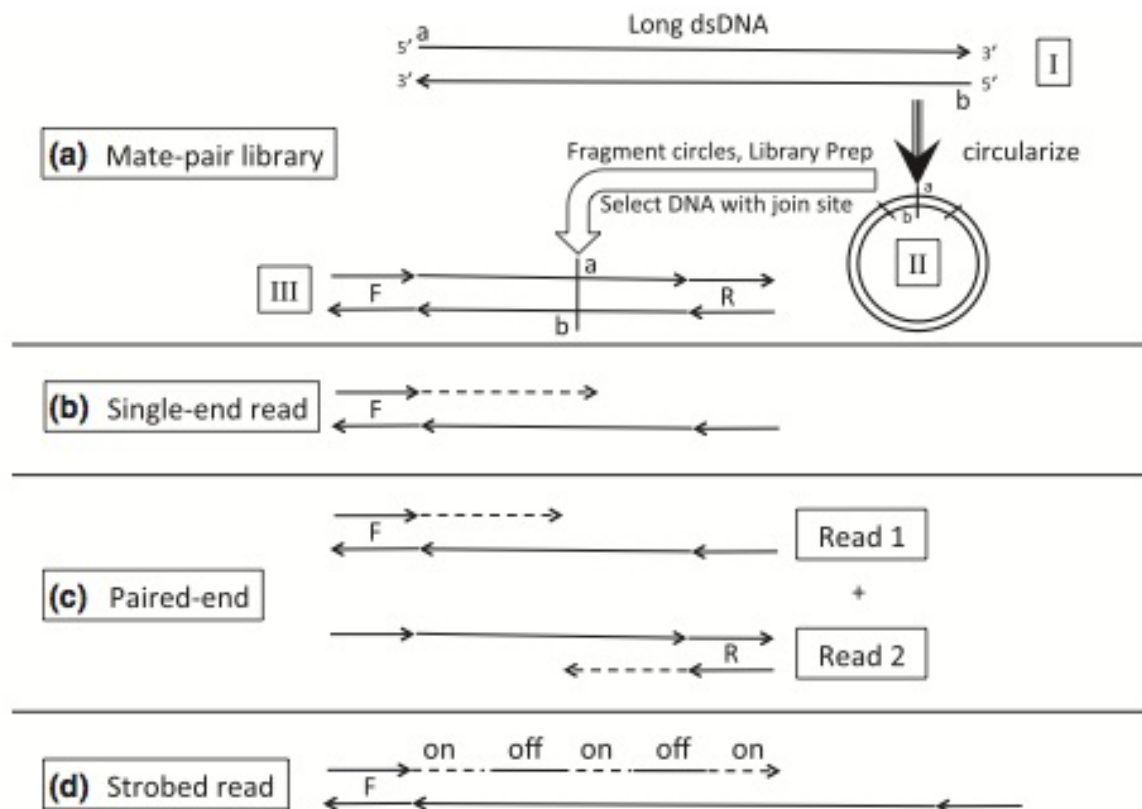 Long dsDNA
5' a 3'
3' 5'
b
I
(a) Mate-pair library
Fragment circles, Library Prep
Select DNA with join site
circularize
a
b
II
III
a
F R
b
(b) Single-end read
F
(c) Paired-end
F
Read 1
+
R
Read 2
(d) Strobed read
on off on off on
F